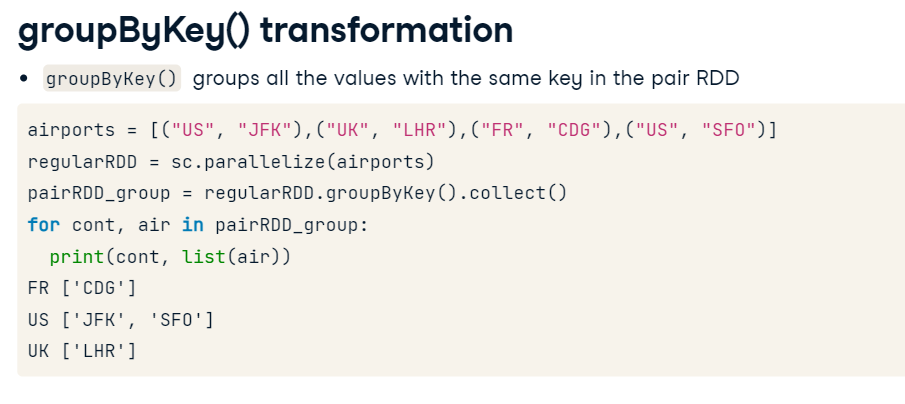 groupByKey() transformation
• groupByKey() groups all the values with the same key in the pair RDD
airports = [("US", "JFK"),("UK", "LHR"),("FR", "CDG"),("US", "SFO")]
regularRDD = sc.parallelize(airports)
pairRDD_group = regularRDD.groupByKey().collect()
for cont, air in pairRDD_group:
  print(cont, list(air))
FR ['CDG']
US ['JFK', 'SFO']
UK ['LHR']